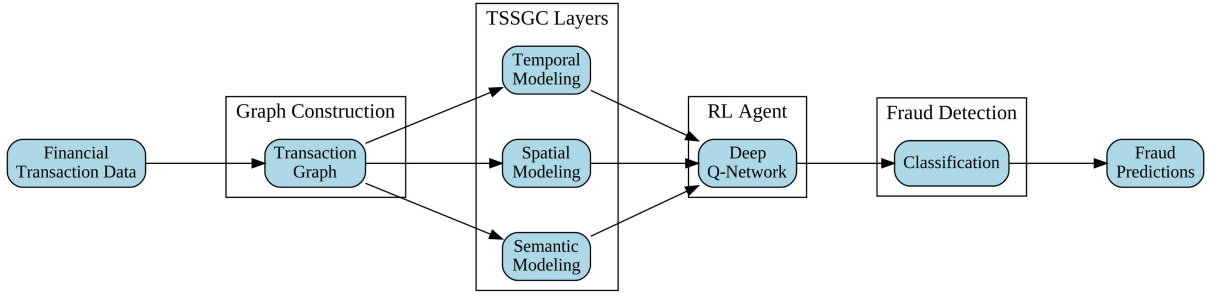 Financial
Transaction Data
Graph Construction
Transaction
Graph
TSSGC Layers
Temporal
Modeling
Spatial
Modeling
Semantic
Modeling
RL Agent
Deep
Q-Network
Fraud Detection
Classification
Fraud
Predictions